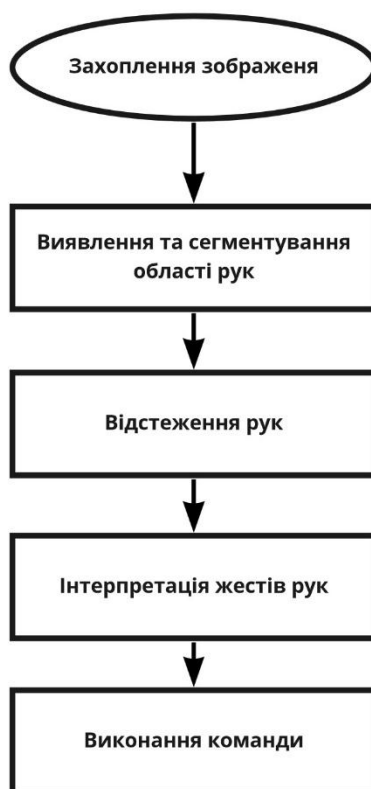 Захоплення зображеня
Виявлення та сегментування
області рук
Відстеження рук
Інтерпретація жестів рук
Виконання команди